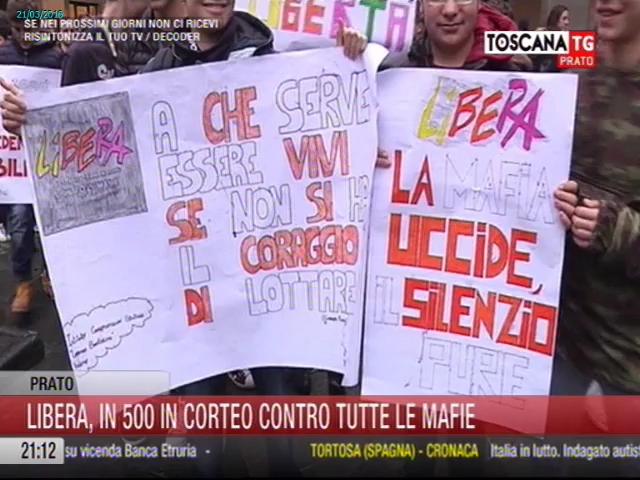 21/03/2016
SE NEI PROSSIMI GIORNI NON CI RICEVI
RISINTONIZZA IL TUO TV / DECODER
TOSCANA TG
PRATO
LIBERTA
LIBERA
A CHE SERVE
ESSERE VIVI
SE NON SI HA
IL CORAGGIO
DI LOTTARE
LIBERA
LA MAFIA
UCCIDE,
IL SILENZIO
PURE
PRATO
LIBERA, IN 500 IN CORTEO CONTRO TUTTE LE MAFIE
21:12 su vicenda Banca Etruria - TORTOSA (SPAGNA) - CRONACA Italia in lutto. Indagato autis